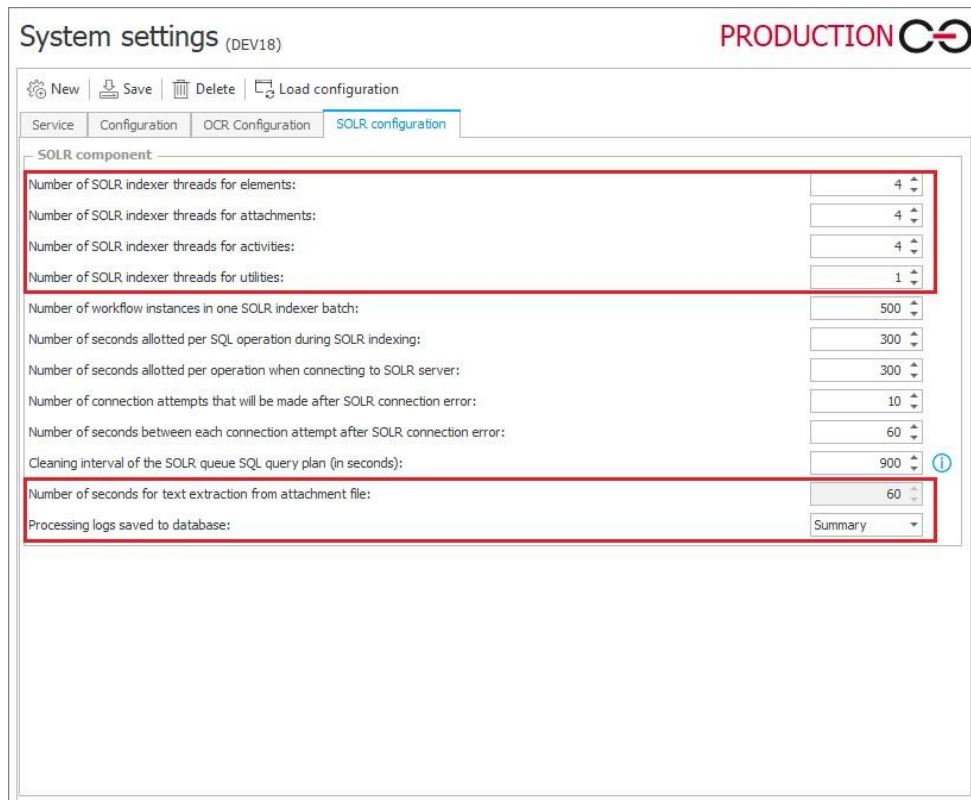 System settings (DEV18)
PRODUCTION
New Save Delete Load configuration
Service Configuration OCR Configuration SOLR configuration
SOLR component
Number of SOLR indexer threads for elements: 4
Number of SOLR indexer threads for attachments: 4
Number of SOLR indexer threads for activities: 4
Number of SOLR indexer threads for utilities: 1
Number of workflow instances in one SOLR indexer batch: 500
Number of seconds allotted per SQL operation during SOLR indexing: 300
Number of seconds allotted per operation when connecting to SOLR server: 300
Number of connection attempts that will be made after SOLR connection error: 10
Number of seconds between each connection attempt after SOLR connection error: 60
Cleaning interval of the SOLR queue SQL query plan (in seconds): 900
Number of seconds for text extraction from attachment file: 60
Processing logs saved to database: Summary